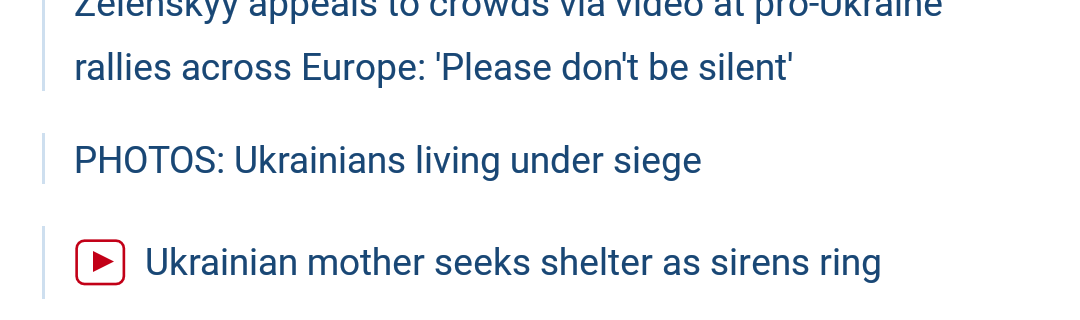 Zelenskyy appeals to crowds via video at pro-Ukraine
rallies across Europe: 'Please don't be silent'
PHOTOS: Ukrainians living under siege
Ukrainian mother seeks shelter as sirens ring